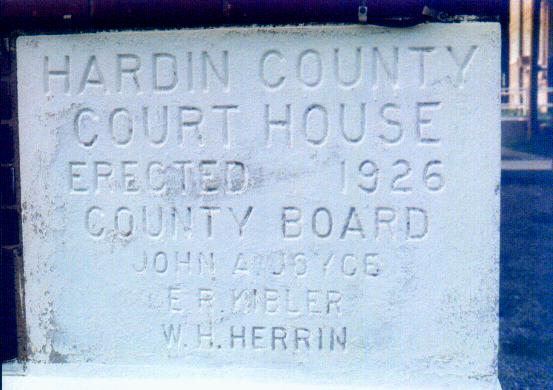 HARDIN COUNTY
COURT HOUSE
ERECTED 1926
COUNTY BOARD
JOHN A. JOYCE
E.R. KIBLER
W.H. HERRIN